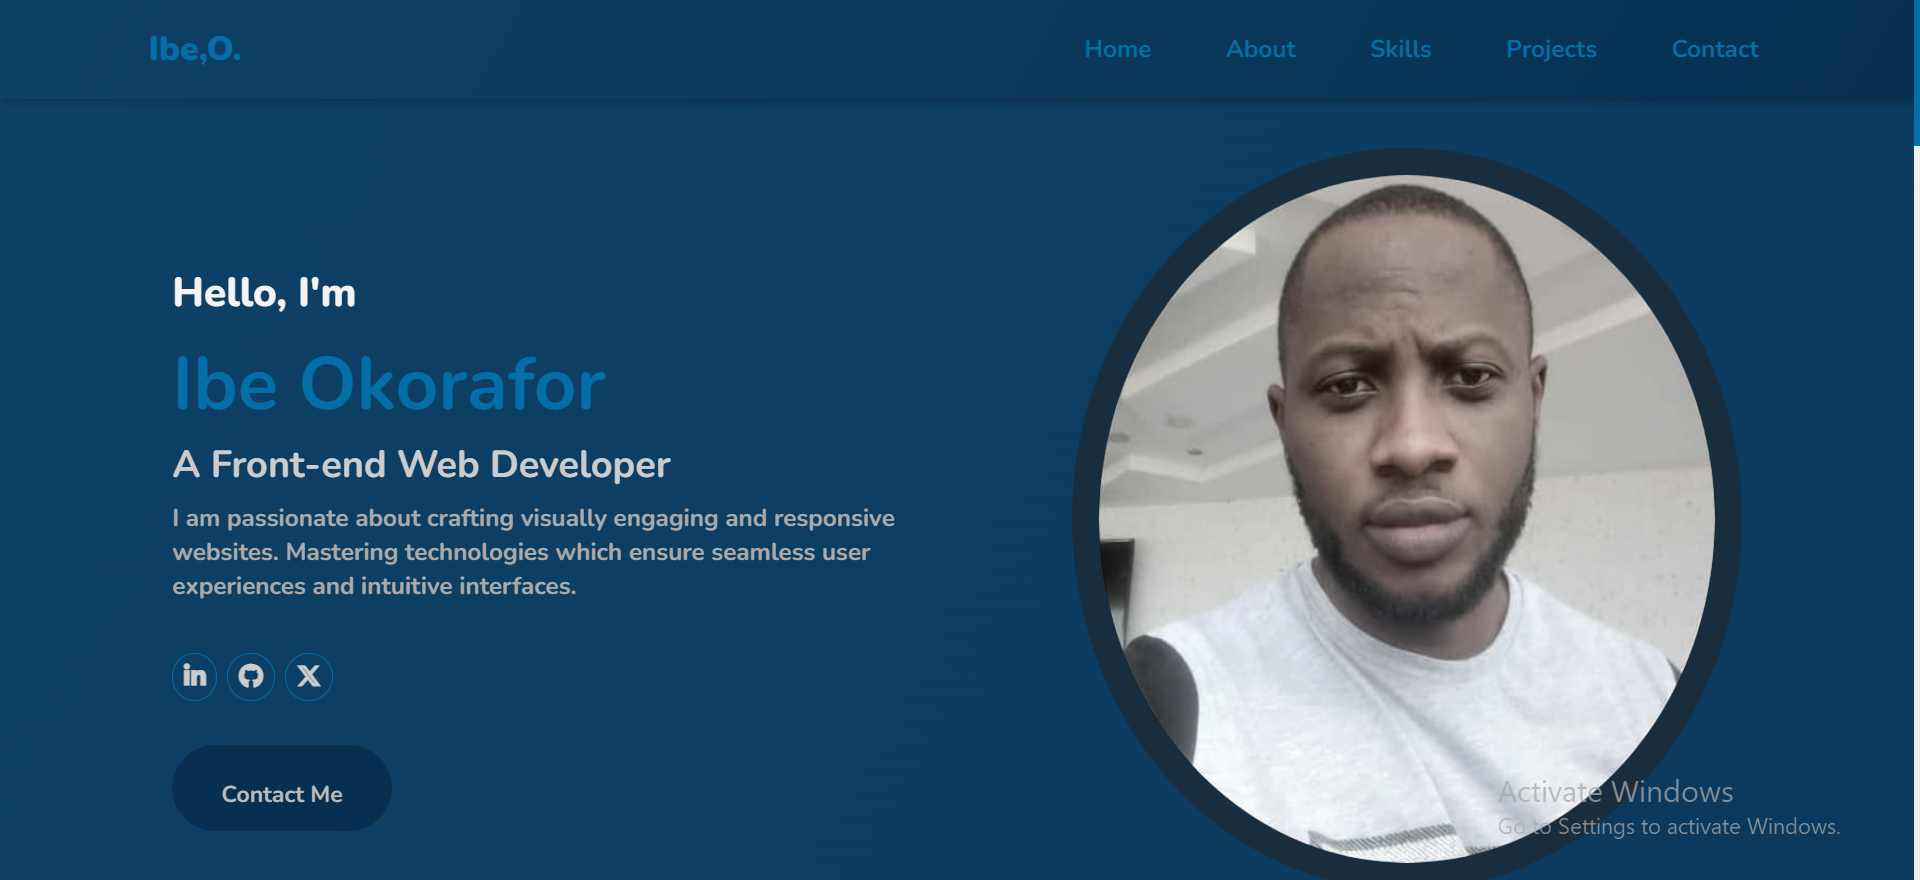 Ibe,O.
Home About Skills Projects Contact
Hello, I'm
Ibe Okorafor
A Front-end Web Developer
I am passionate about crafting visually engaging and responsive
websites. Mastering technologies which ensure seamless user
experiences and intuitive interfaces.
in
X
Contact Me
Activate Windows
Go to Settings to activate Windows.